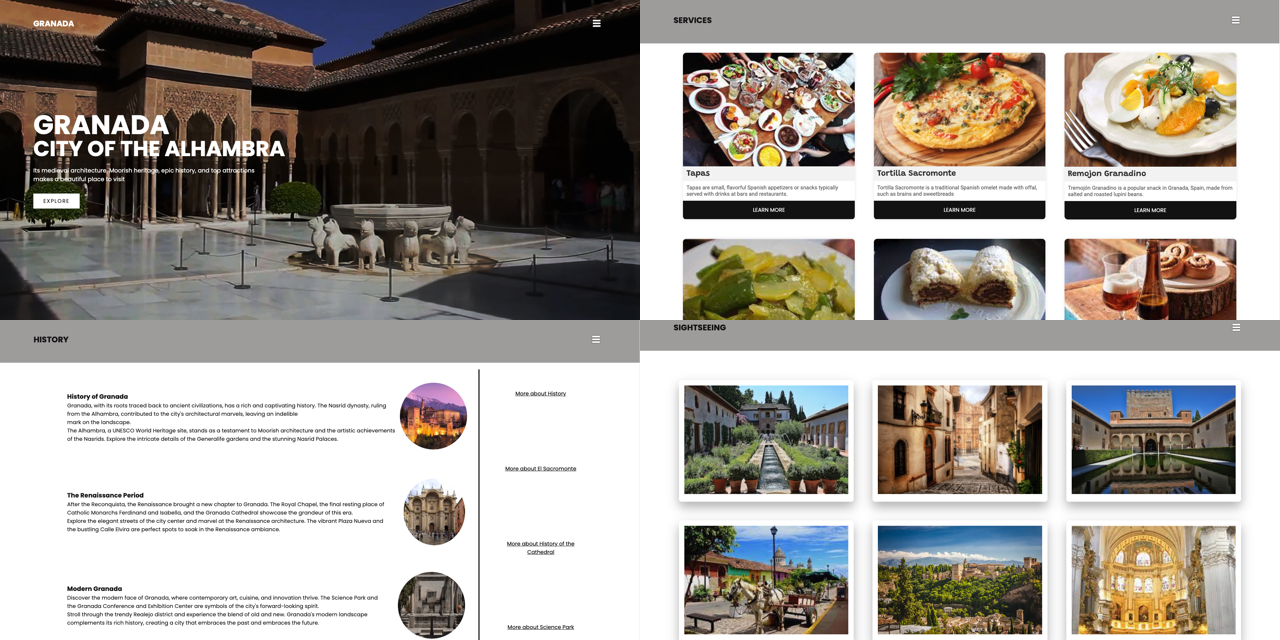 GRANADA
GRANADA
CITY OF THE ALHAMBRA
Its medieval architecture, Moorish heritage, epic history, and top attractions
makes a beautiful place to visit
EXPLORE
SERVICES
Tapas
Tapas are small, flavorful Spanish appetizers or snacks typically
served with drinks at bars and restaurants.
LEARN MORE
Tortilla Sacromonte
Tortilla Sacromonte is a traditional Spanish omelet made with offal,
such as brains and sweetbreads
LEARN MORE
Remojon Granadino
Tremojón Granadino is a popular snack in Granada, Spain, made from
salted and roasted lupini beans.
LEARN MORE
HISTORY
History of Granada
Granada, with its roots traced back to ancient civilizations, has a rich and captivating history. The Nasrid dynasty, ruling
from the Alhambra, contributed to the city's architectural marvels, leaving an indelible
mark on the landscape.
The Alhambra, a UNESCO World Heritage site, stands as a testament to Moorish architecture and the artistic achievements
of the Nasrids. Explore the intricate details of the Generalife gardens and the stunning Nasrid Palaces.
The Renaissance Period
After the Reconquista, the Renaissance brought a new chapter to Granada. The Royal Chapel, the final resting place of
Catholic Monarchs Ferdinand and Isabella, and the Granada Cathedral showcase the grandeur of this era.
Explore the elegant streets of the city center and marvel at the Renaissance architecture. The vibrant Plaza Nueva and
the bustling Calle Elvira are perfect spots to soak in the Renaissance ambiance.
Modern Granada
Discover the modern face of Granada, where contemporary art, cuisine, and innovation thrive. The Science Park and
the Granada Conference and Exhibition Center are symbols of the city's forward-looking spirit.
Stroll through the trendy Realejo district and experience the blend of old and new. Granada's modern landscape
complements its rich history, creating a city that embraces the past and embraces the future.
More about History
More about El Sacromonte
More about History of the
Cathedral
More about Science Park
SIGHTSEEING